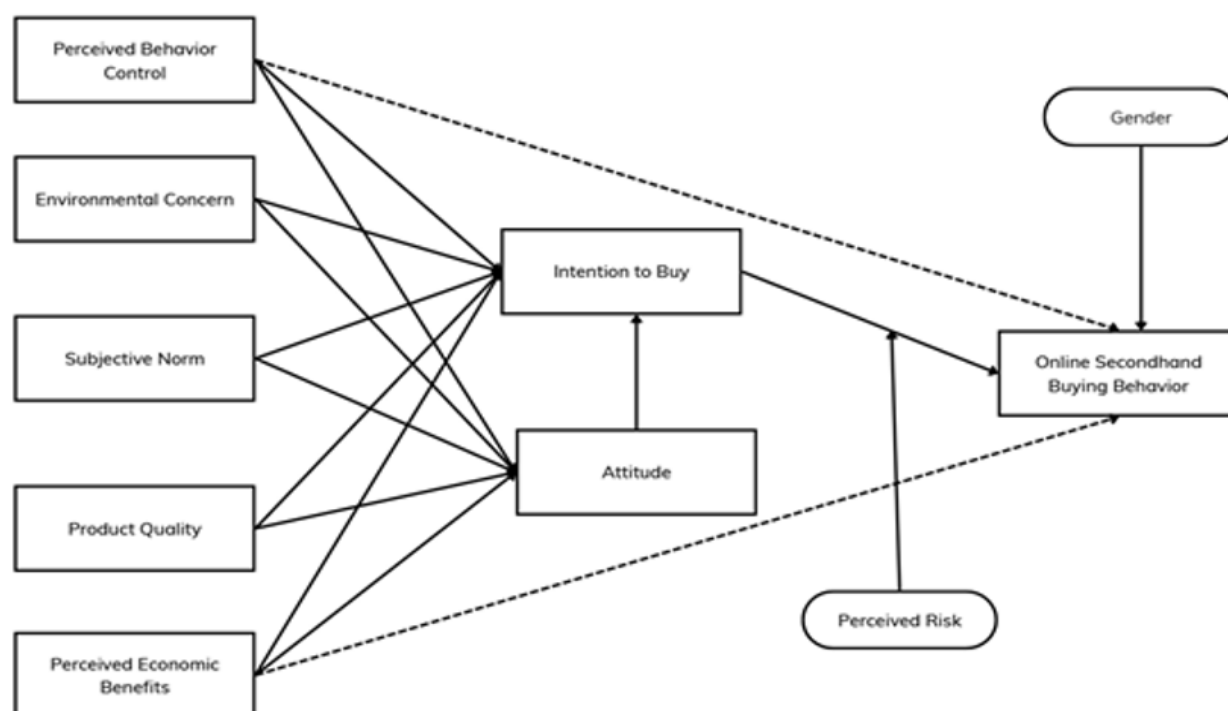 Perceived Behavior
Control
Gender
Environmental Concern
Intention to Buy
Subjective Norm
Online Secondhand
Buying Behavior
Attitude
Product Quality
Perceived Risk
Perceived Economic
Benefits